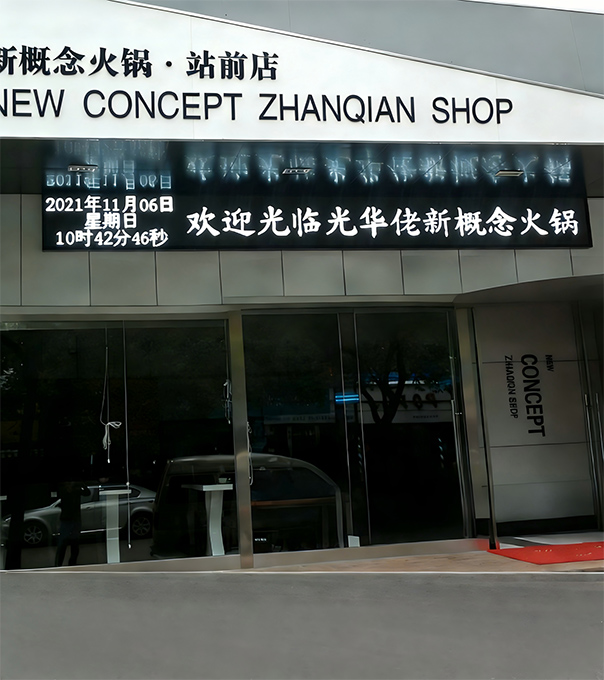 新概念火锅·站前店
NEW CONCEPT ZHANQIAN SHOP
2021年11月06日
星期日
10时42分46秒
欢迎光临光华佬新概念火锅
NEW
CONCEPT
ZHAQIQN SHOP